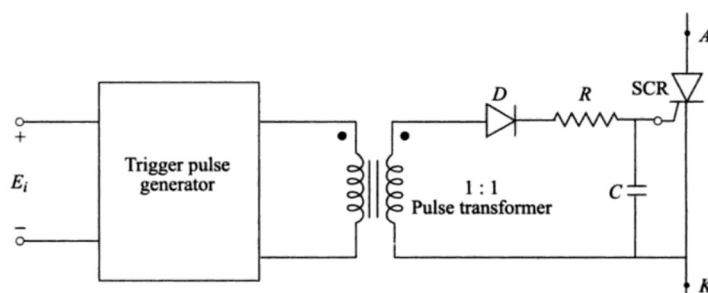 A
SCR
D
R
+
E_i
−
Trigger pulse
generator
1 : 1
Pulse transformer
C
K